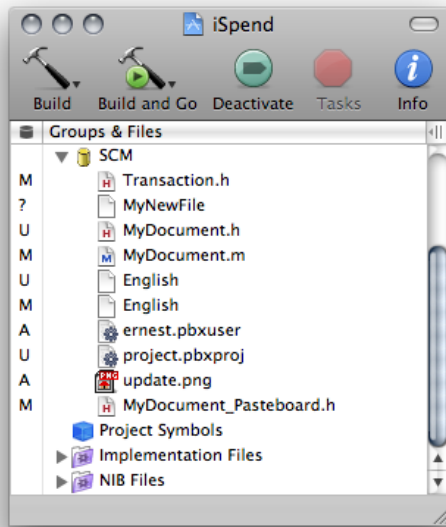 iSpend
Build Build and Go Deactivate Tasks Info
Groups & Files
SCM
M Transaction.h
? MyNewFile
U MyDocument.h
M MyDocument.m
U English
M English
A ernest.pbxuser
U project.pbxproj
A update.png
M MyDocument_Pasteboard.h
Project Symbols
Implementation Files
NIB Files